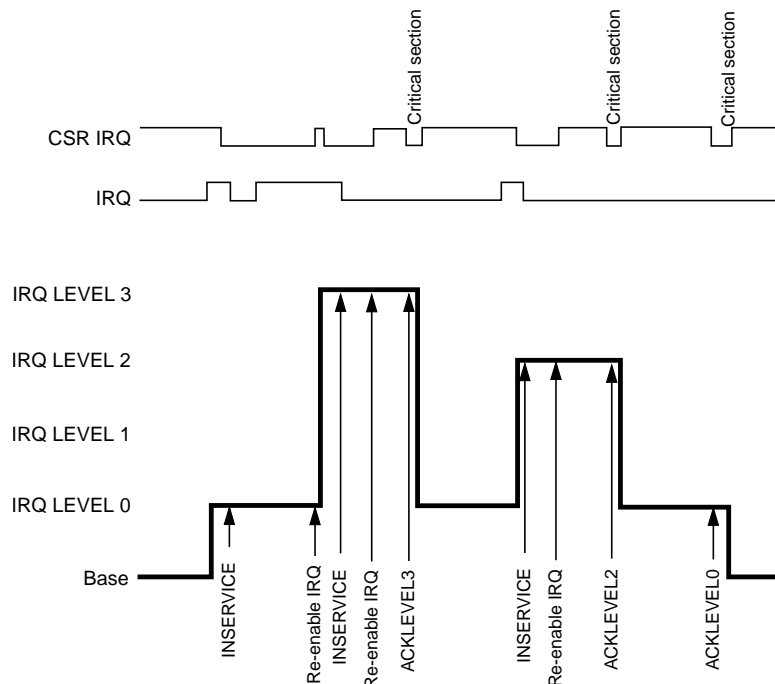 Critical section
Critical section
Critical section
CSR IRQ
IRQ
IRQ LEVEL 3
IRQ LEVEL 2
IRQ LEVEL 1
IRQ LEVEL 0
Base
INSERVICE
Re-enable IRQ
INSERVICE
Re-enable IRQ
ACKLEVEL3
INSERVICE
Re-enable IRQ
ACKLEVEL2
ACKLEVEL0